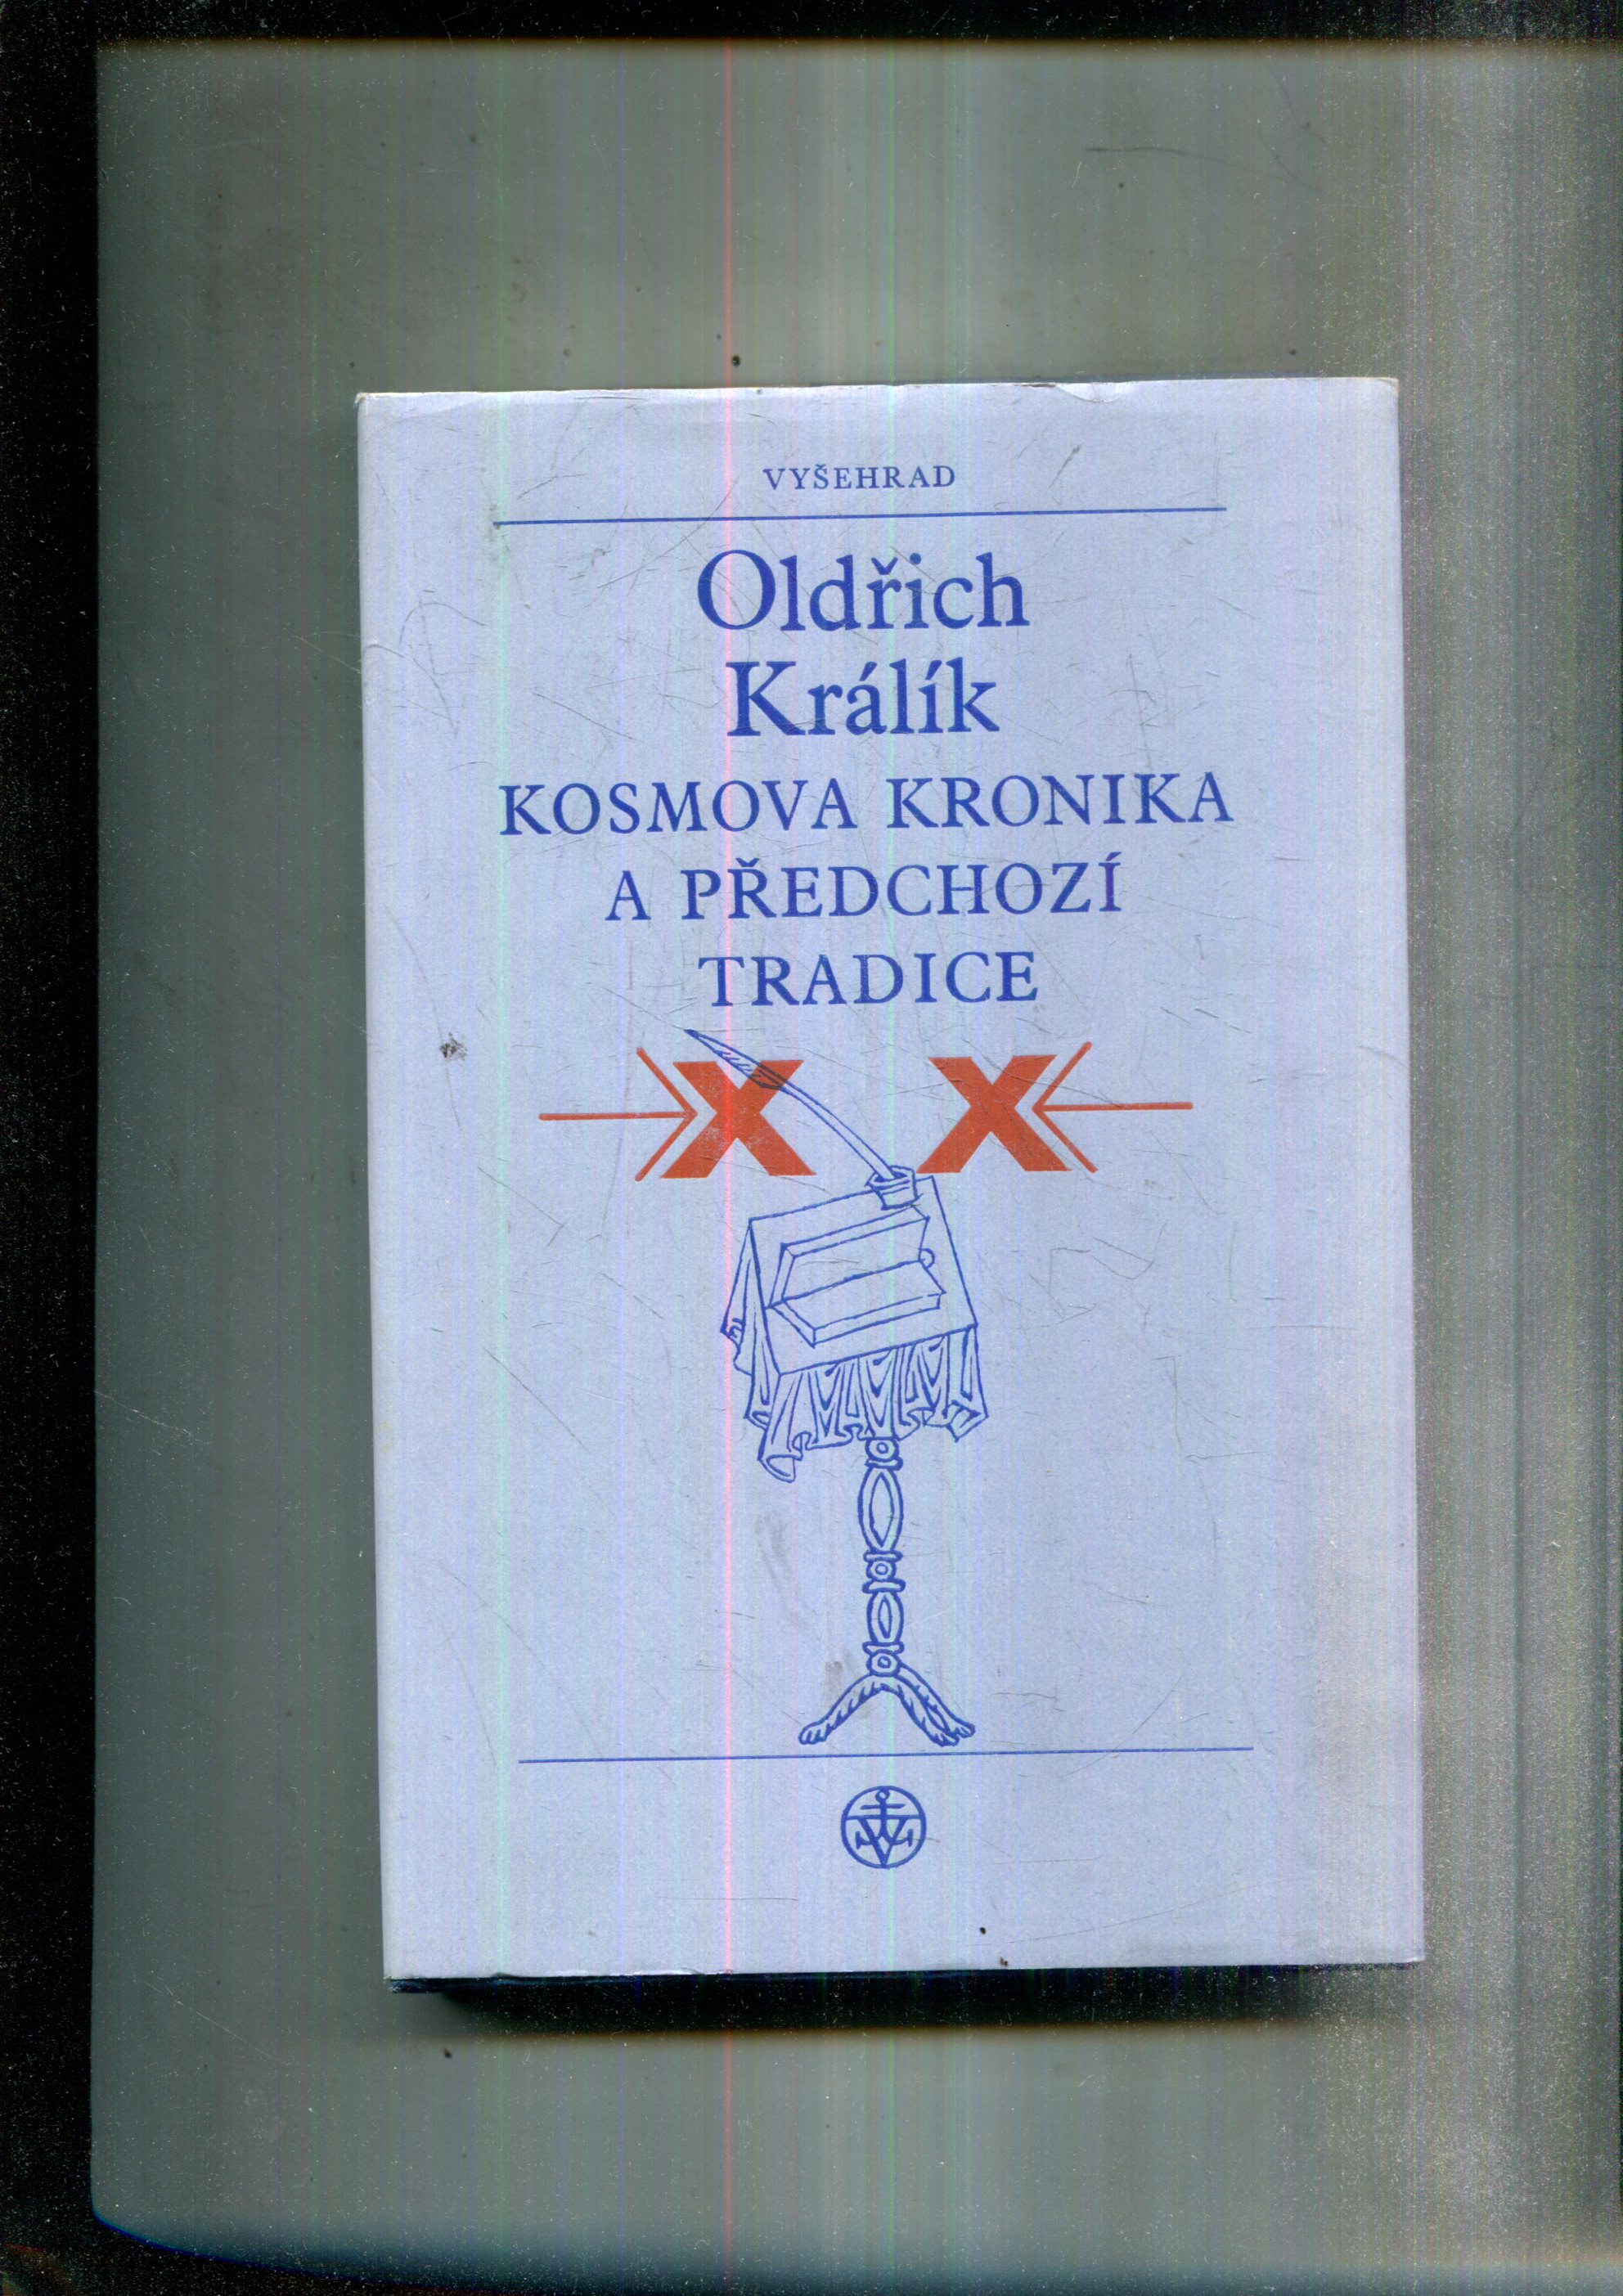 VYŠEHRAD
Oldřich
Králík
KOSMOVA KRONIKA
A PŘEDCHOZÍ
TRADICE
X X